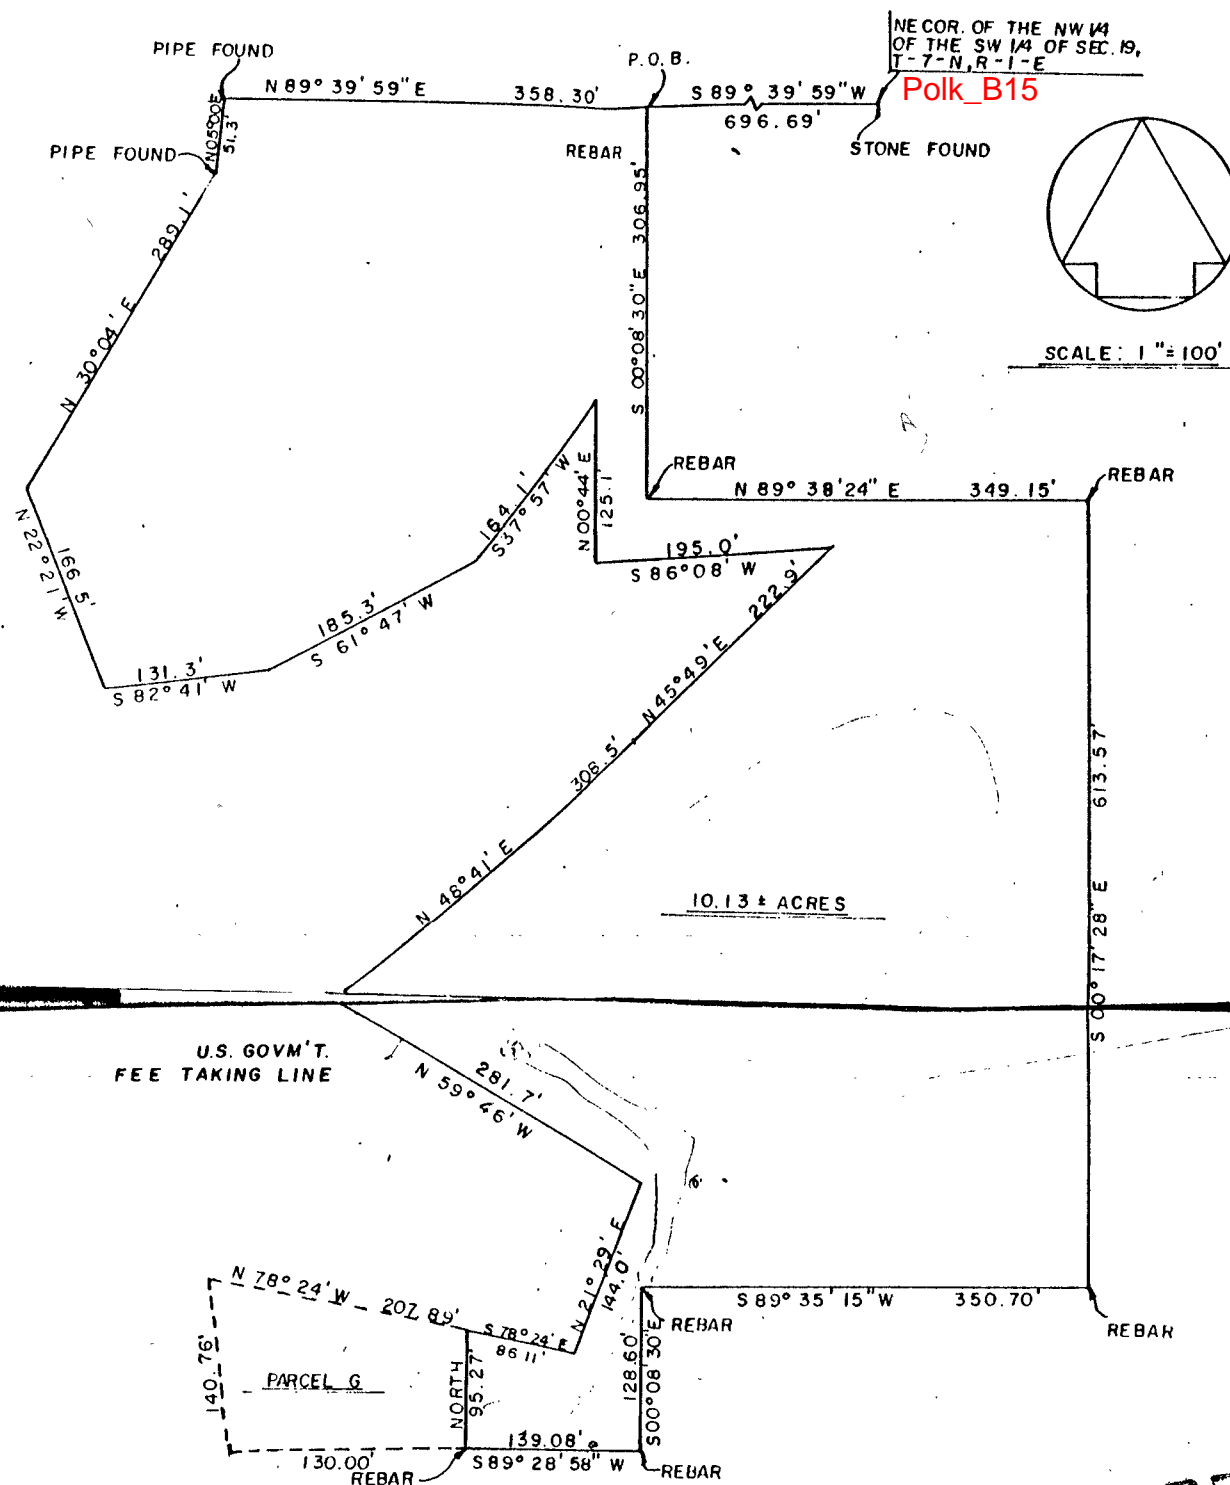 NE COR. OF THE NW 1/4
OF THE SW 1/4 OF SEC. 19,
T-7-N, R-1-E
Polk_B15
PIPE FOUND
P.O.B.
N 89° 39' 59" E
358.30'
S 89° 39' 59" W
696.69'
STONE FOUND
N05°00'E
51.3'
PIPE FOUND
REBAR
289.1'
N 30°04' E
S 00°08'30" E 306.95'
SCALE: 1"=100'
REBAR
N 89° 38'24" E
349.15'
REBAR
164.1'
S37°57' W
N00°44' E
125.1'
195.0'
S 86°08' W
N 22°21' W
166.5'
185.3'
S 61°47' W
131.3'
S 82°41' W
222.9'
N45°49' E
N 48°41' E
10.13 ± ACRES
S 00°17'28" E 613.57'
U.S. GOVM'T.
FEE TAKING LINE
281.7'
N 59°46' W
N 21°29' E
144.0'
N 78°24' W 207.89'
S 78°24' E
86.11'
S 89° 35' 15" W
350.70'
REBAR
REBAR
140.76'
PARCEL G
NORTH
95.27'
128.60'
S00°08'30"E
130.00'
139.08'
S89°28'58" W
REBAR
REBAR